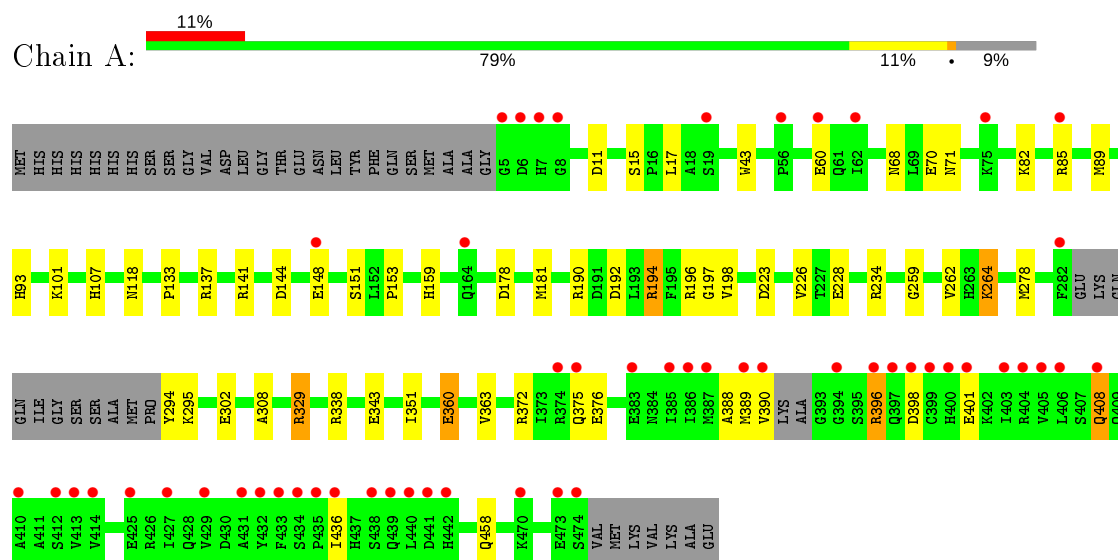 11%
Chain A:
79% 11% • 9%
MET HIS HIS HIS HIS HIS HIS SER SER GLY VAL ASP LEU GLY THR GLU ASN LEU TYR PHE GLN SER MET ALA ALA GLY G5 D6 H7 G8 D11 S15 P16 L17 A18 S19 W43 P56 E60 Q61 I62 N68 L69 E70 N71 K75 K82 R85 M89
H93 K101 H107 N118 P133 R137 R141 D144 E148 S151 L152 P153 H159 Q164 D178 M181 R190 D191 D192 L193 R194 F195 R196 G197 V198 D223 V226 T227 E228 R234 G259 V262 H263 K264 M278 F282 GLU LYS GLN
GLN ILE GLY SER SER ALA MET PRO Y294 K295 E302 A308 R329 R338 E343 I351 E360 V363 R372 I373 R374 Q375 E376 E383 N384 I385 I386 M387 A388 M389 V390 LYS ALA G393 G394 S395 R396 Q397 D398 C399 H400 E401 K402 I403 R404 V405 L406 S407 Q408 Q409
A410 A411 S412 V413 V414 E425 R426 I427 Q428 V429 D430 A431 Y432 F433 S434 P435 I436 H437 S438 Q439 L440 D441 H442 Q458 K470 E473 S474 VAL MET LYS VAL LYS ALA GLU